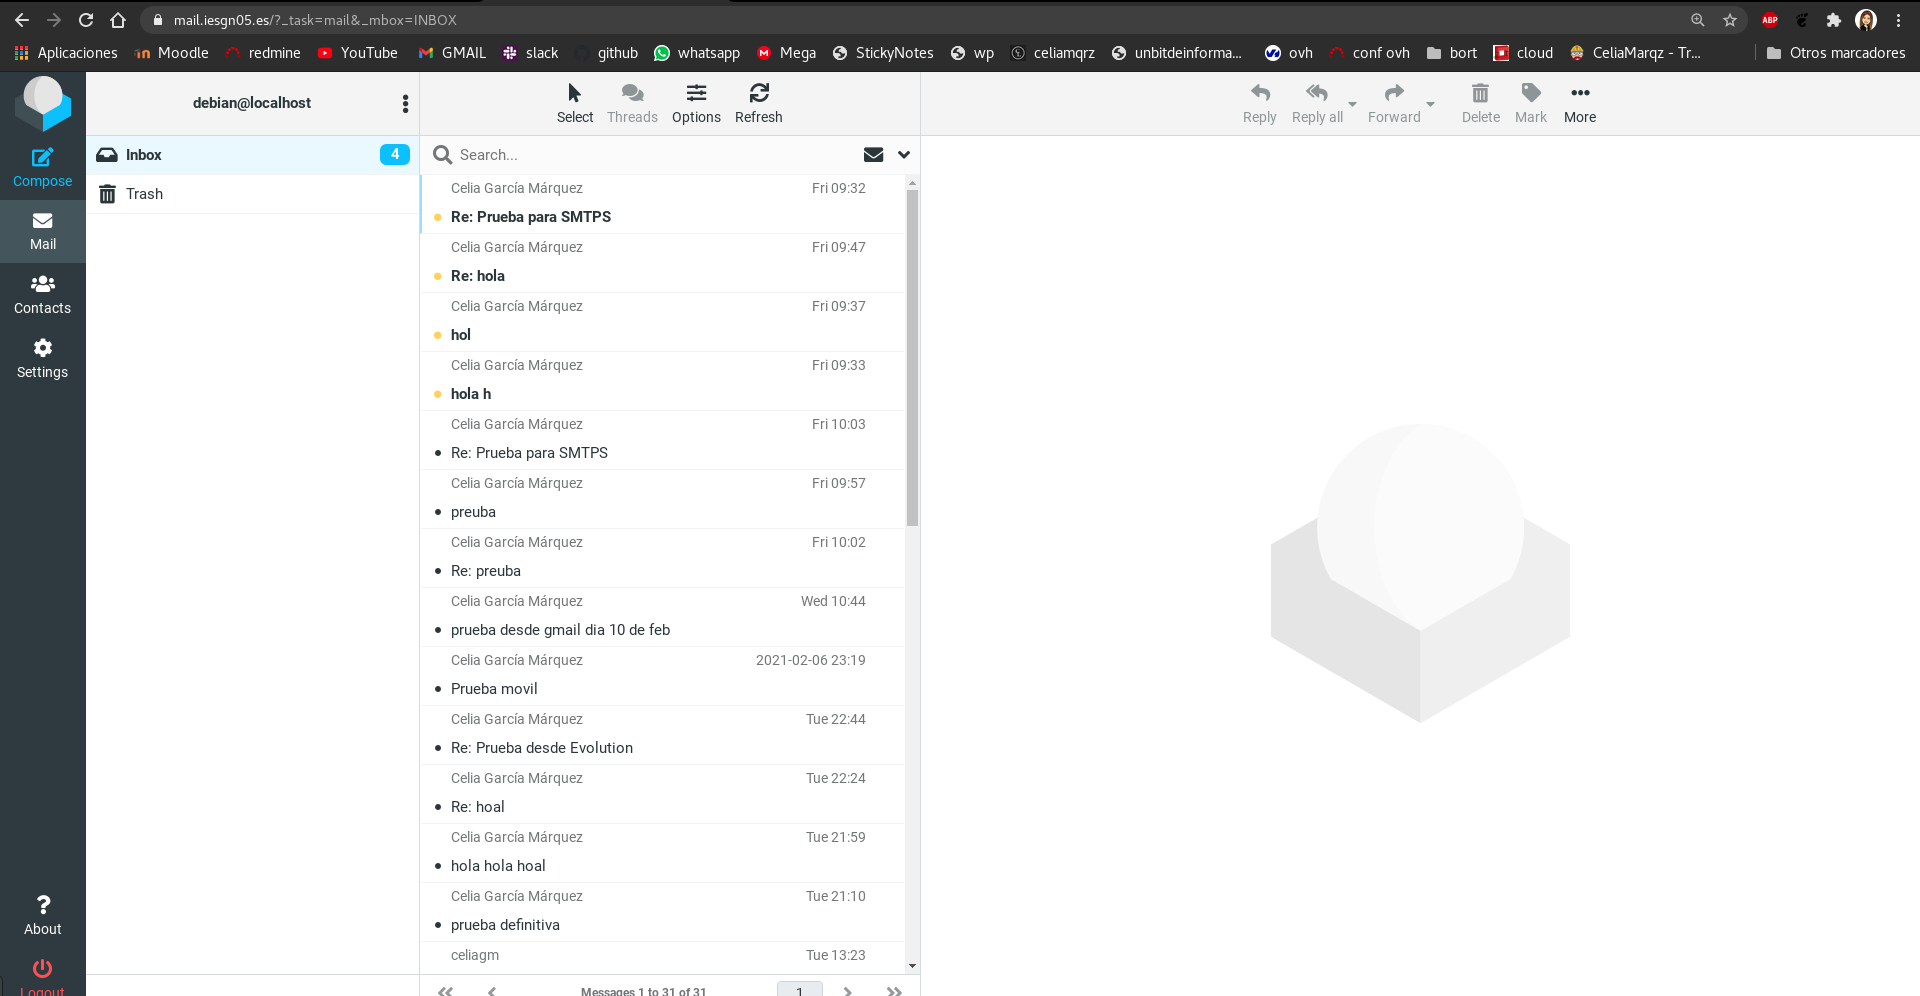 mail.iesgn05.es/?_task=mail&_mbox=INBOX
ABP
Aplicaciones Moodle redmine YouTube GMAIL slack github whatsapp Mega StickyNotes wp celiamqrz unbitdeinforma... ovh conf ovh bort cloud CeliaMarqz - Tr... Otros marcadores
debian@localhost
Select Threads Options Refresh
Reply Reply all Forward Delete Mark More
Compose
Mail
Contacts
Settings
About
Logout
Inbox 4
Trash
Search...
Celia García Márquez Fri 09:32
Re: Prueba para SMTPS
Celia García Márquez Fri 09:47
Re: hola
Celia García Márquez Fri 09:37
hol
Celia García Márquez Fri 09:33
hola h
Celia García Márquez Fri 10:03
Re: Prueba para SMTPS
Celia García Márquez Fri 09:57
preuba
Celia García Márquez Fri 10:02
Re: preuba
Celia García Márquez Wed 10:44
prueba desde gmail dia 10 de feb
Celia García Márquez 2021-02-06 23:19
Prueba movil
Celia García Márquez Tue 22:44
Re: Prueba desde Evolution
Celia García Márquez Tue 22:24
Re: hoal
Celia García Márquez Tue 21:59
hola hola hoal
Celia García Márquez Tue 21:10
prueba definitiva
celiagm Tue 13:23
Messages 1 to 31 of 31 1